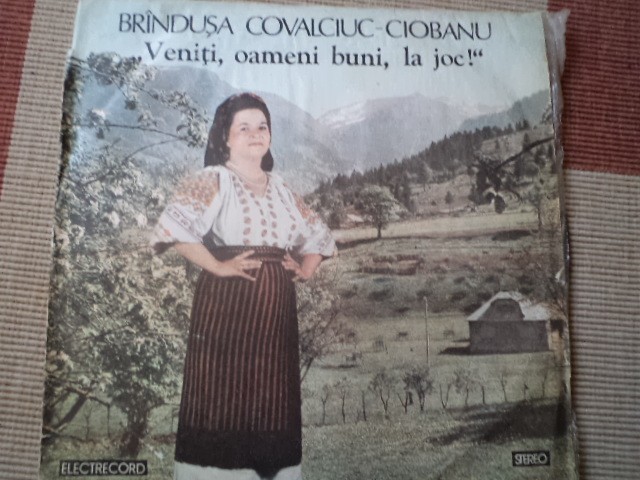 BRÎNDUȘA COVALCIUC-CIOBANU
„Veniți, oameni buni, la joc!“
ELECTRECORD
STEREO